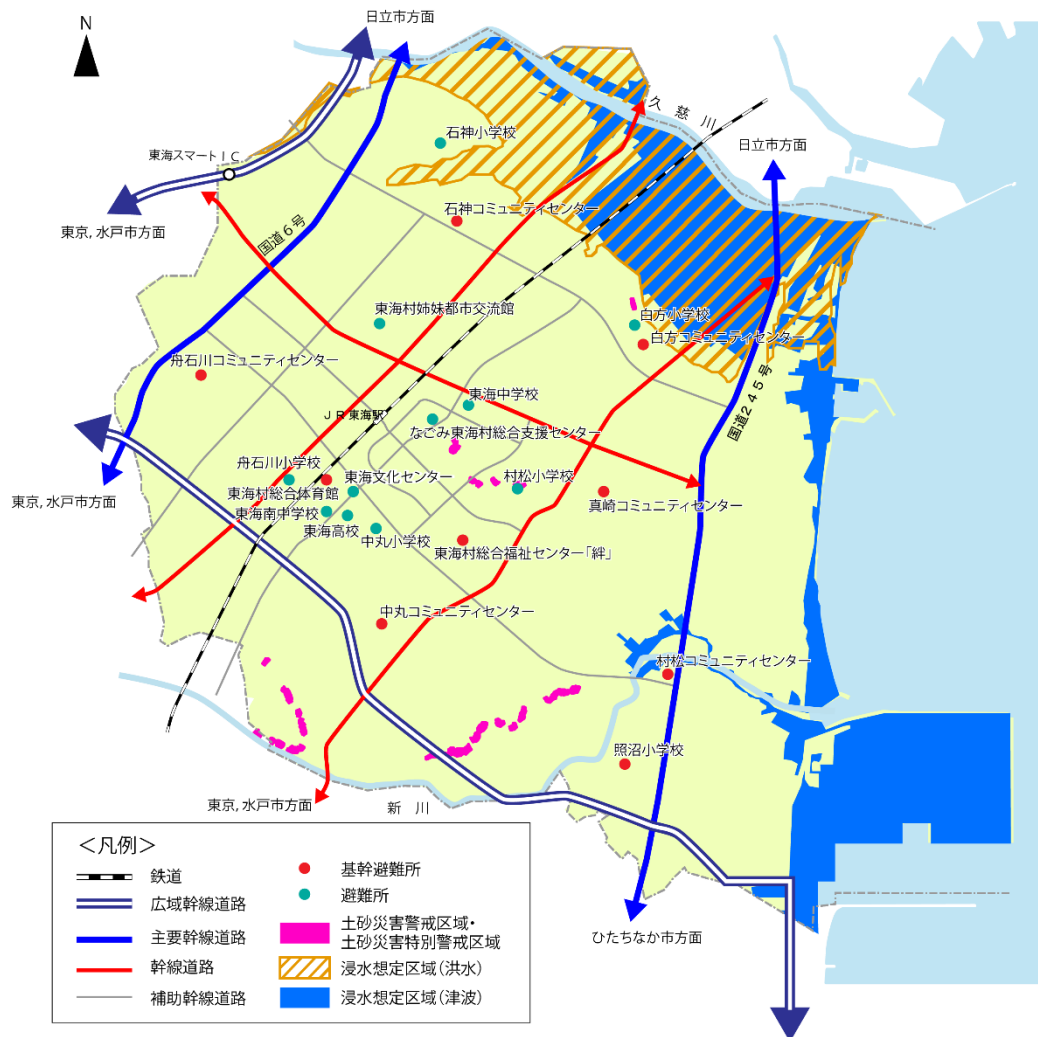 N
日立市方面
久慈川
石神小学校
東海スマートIC
日立市方面
石神コミュニティセンター
東京，水戸市方面
国道6号
東海村姉妹都市交流館
白方小学校
白方コミュニティセンター
舟石川コミュニティセンター
東海中学校
JR東海駅
なごみ東海村総合支援センター
国道245号
舟石川小学校
東海文化センター
村松小学校
東海村総合体育館
東京，水戸市方面
真崎コミュニティセンター
東海南中学校
東海高校
中丸小学校
東海村総合福祉センター「絆」
中丸コミュニティセンター
村松コミュニティセンター
照沼小学校
東京，水戸市方面
新川
＜凡例＞
鉄道
広域幹線道路
主要幹線道路
幹線道路
補助幹線道路
基幹避難所
避難所
土砂災害警戒区域・
土砂災害特別警戒区域
浸水想定区域（洪水）
浸水想定区域（津波）
ひたちなか市方面